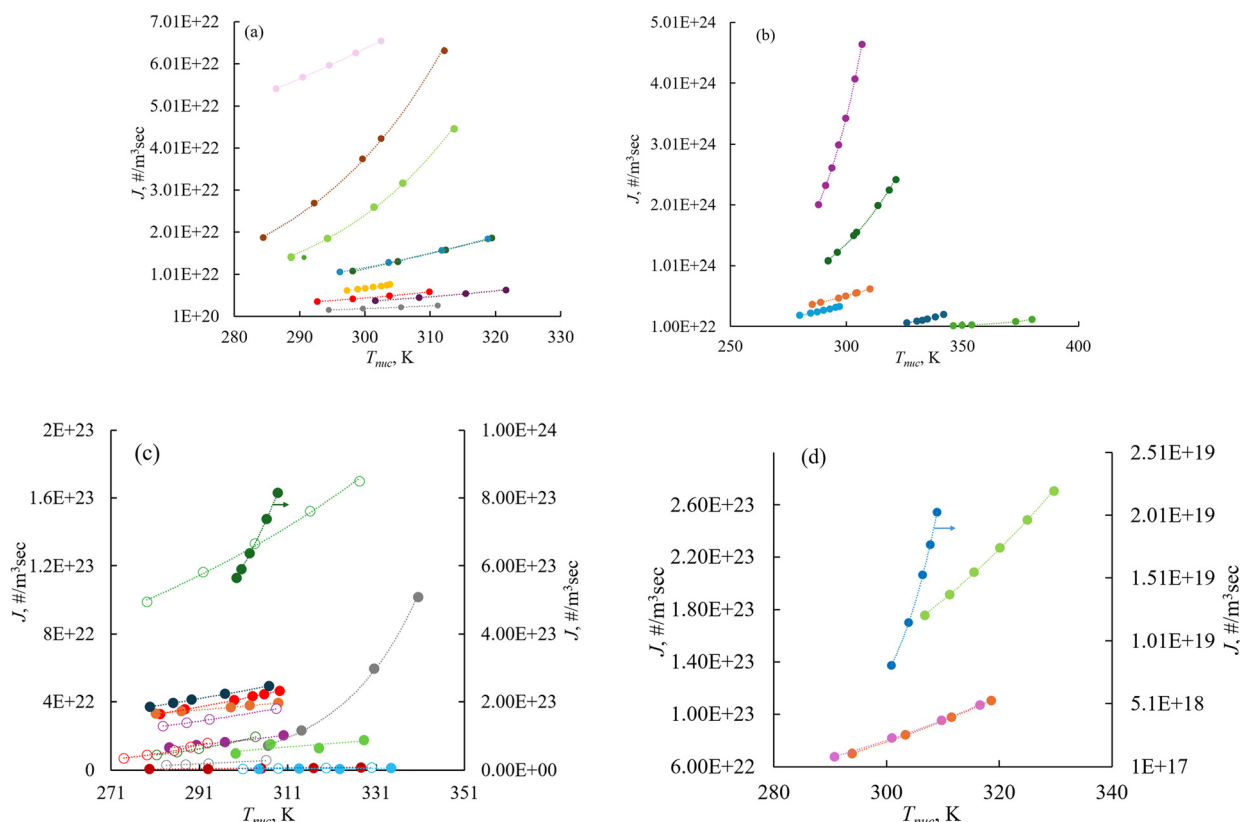 (a)
7.01E+22
6.01E+22
5.01E+22
4.01E+22
3.01E+22
2.01E+22
1.01E+22
1E+20
J, #/m³sec
280 290 300 310 320 330
Tnuc, K
(b)
5.01E+24
4.01E+24
3.01E+24
2.01E+24
1.01E+24
1.00E+22
J, #/m³sec
250 300 350 400
Tnuc, K
(c)
2E+23
1.6E+23
1.2E+23
8E+22
4E+22
0
J, #/m³sec
1.00E+24
8.00E+23
6.00E+23
4.00E+23
2.00E+23
0.00E+00
J, #/m³sec
271 291 311 331 351
Tnuc, K
(d)
2.60E+23
2.20E+23
1.80E+23
1.40E+23
1.00E+23
6.00E+22
J, #/m³sec
2.51E+19
2.01E+19
1.51E+19
1.01E+19
5.1E+18
1E+17
J, #/m³sec
280 300 320 340
Tnuc, K